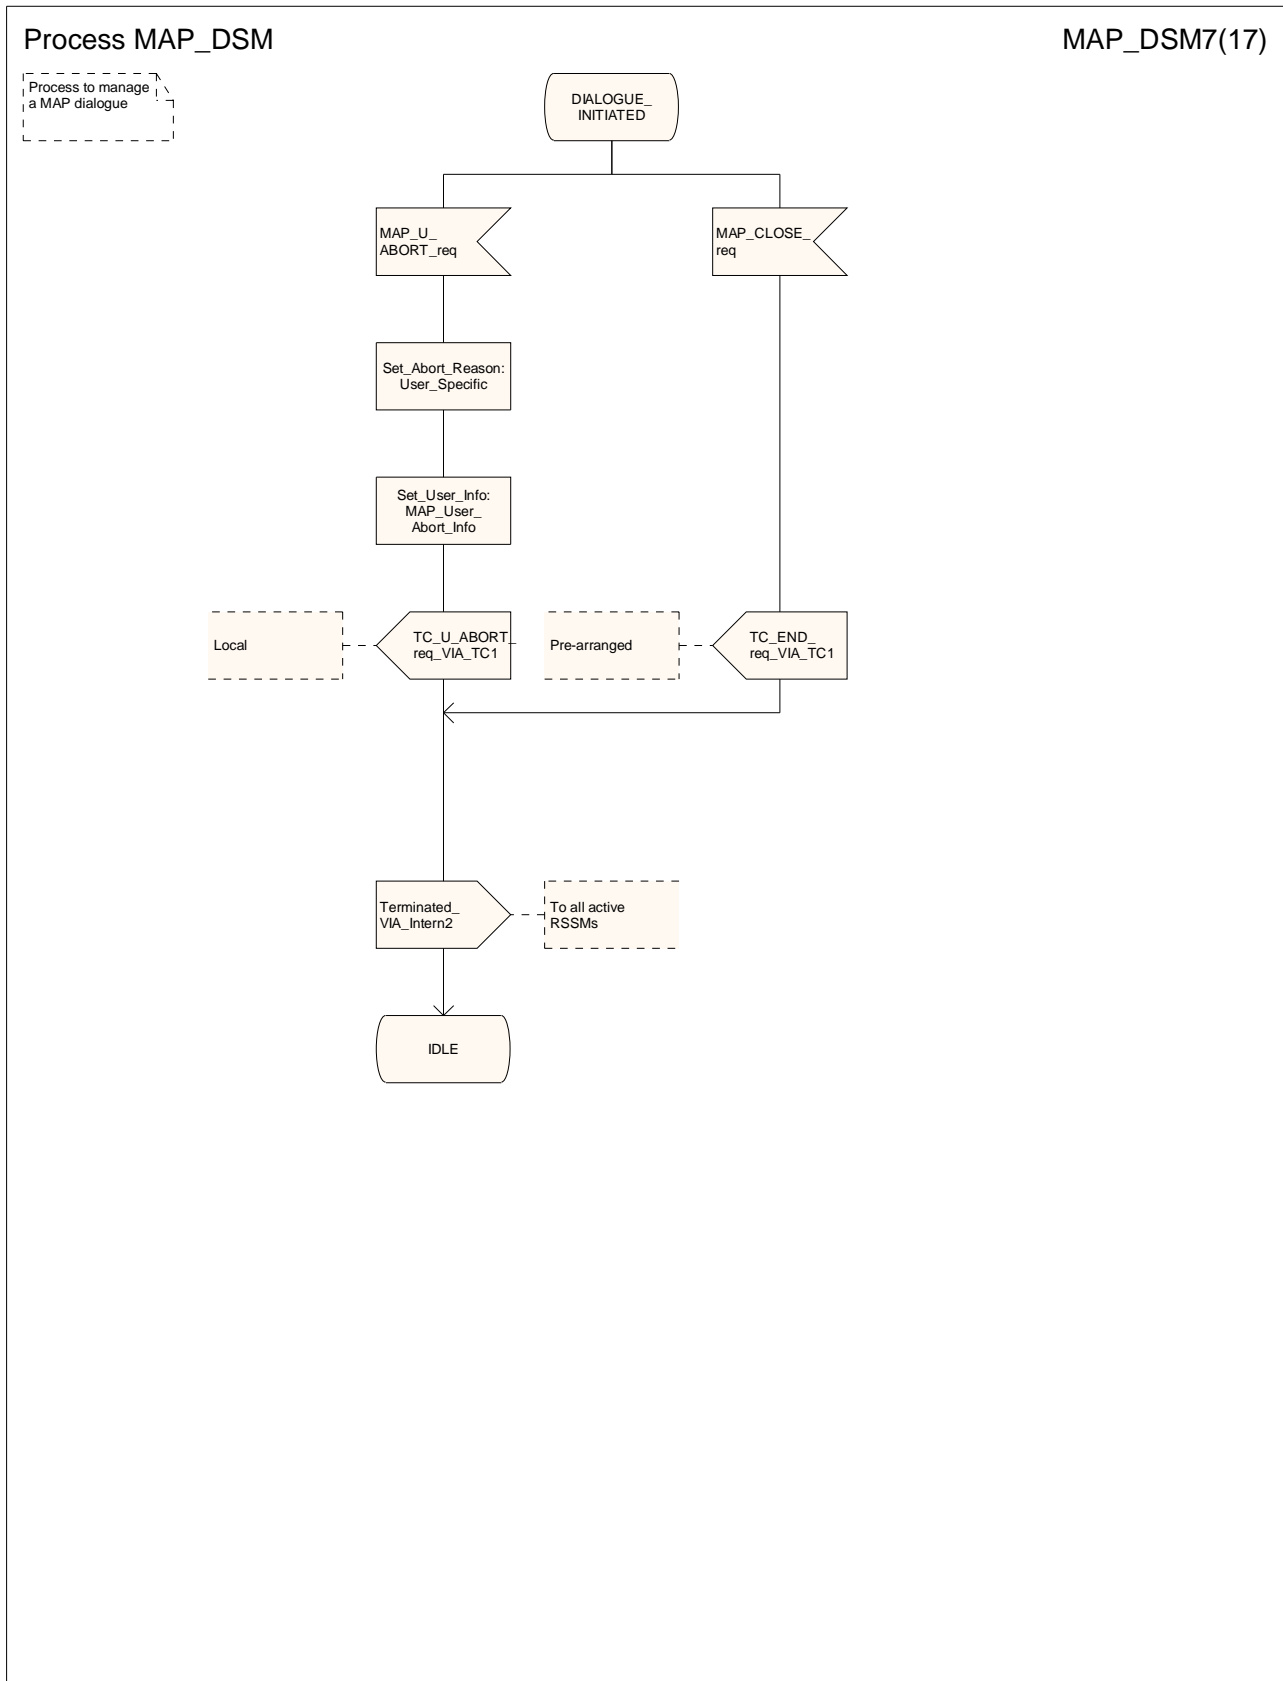 Process MAP_DSM
MAP_DSM7(17)
Process to manage
a MAP dialogue
DIALOGUE_
INITIATED
MAP_U_
ABORT_req
MAP_CLOSE_
req
Set_Abort_Reason:
User_Specific
Set_User_Info:
MAP_User_
Abort_Info
Local
TC_U_ABORT_
req_VIA_TC1
Pre-arranged
TC_END_
req_VIA_TC1
Terminated_
VIA_Intern2
To all active
RSSMs
IDLE